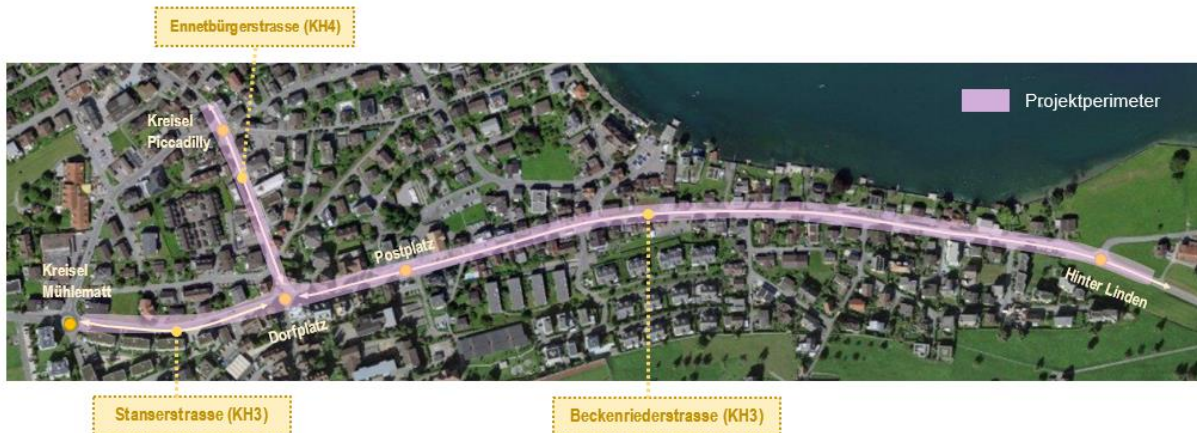 Ennetbürgerstrasse (KH4)
Projektperimeter
Kreisel
Piccadilly
Postplatz
Kreisel
Mühlematt
Hinter Linden
Dorfplatz
Stanserstrasse (KH3)
Beckenriederstrasse (KH3)